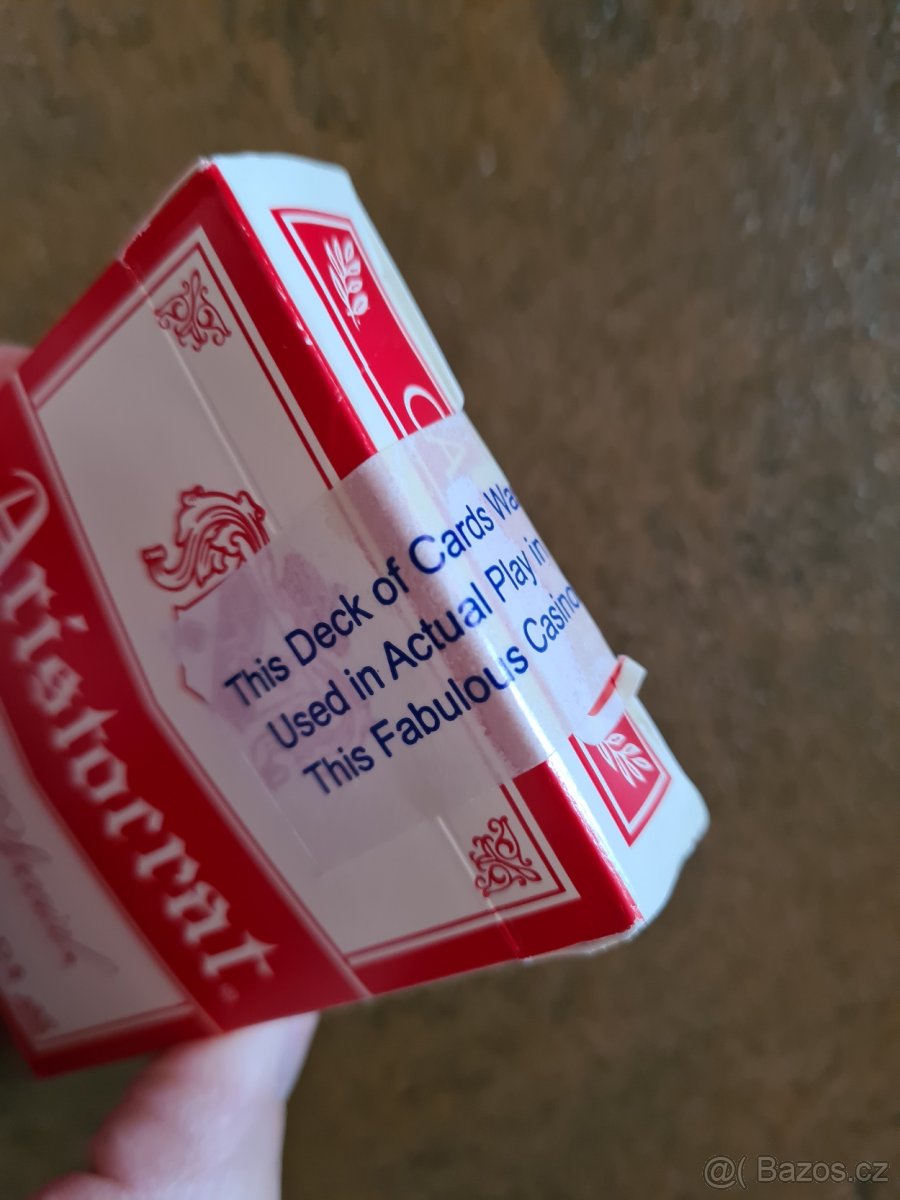 Aristocrat®
This Deck of Cards Wa
Used in Actual Play in
This Fabulous Casino
@( Bazos.cz